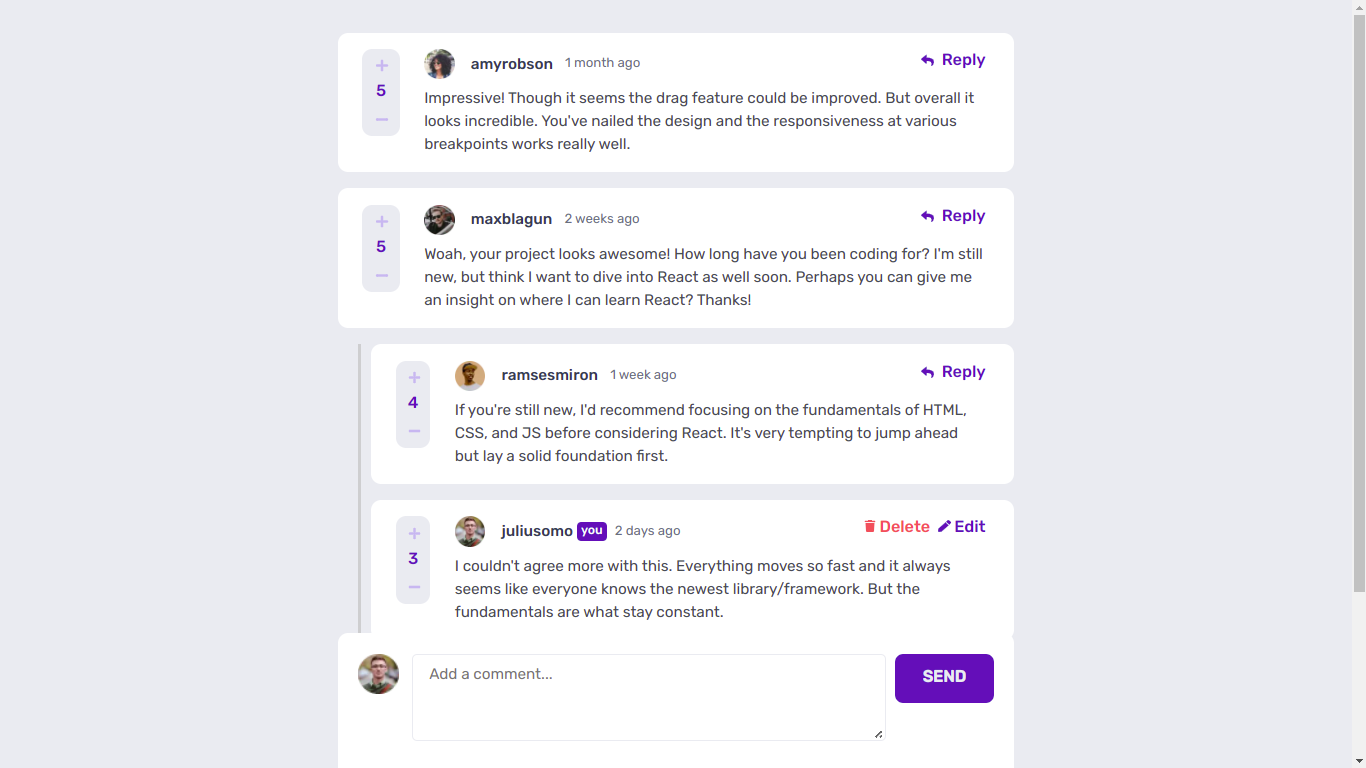 +
amyrobson 1 month ago
Reply
5
Impressive! Though it seems the drag feature could be improved. But overall it
looks incredible. You've nailed the design and the responsiveness at various
breakpoints works really well.
−
+
maxblagun 2 weeks ago
Reply
5
Woah, your project looks awesome! How long have you been coding for? I'm still
new, but think I want to dive into React as well soon. Perhaps you can give me
an insight on where I can learn React? Thanks!
−
+
ramsesmiron 1 week ago
Reply
4
If you're still new, I'd recommend focusing on the fundamentals of HTML,
CSS, and JS before considering React. It's very tempting to jump ahead
but lay a solid foundation first.
−
+
juliusomo you 2 days ago
Delete Edit
3
I couldn't agree more with this. Everything moves so fast and it always
seems like everyone knows the newest library/framework. But the
fundamentals are what stay constant.
−
Add a comment...
SEND